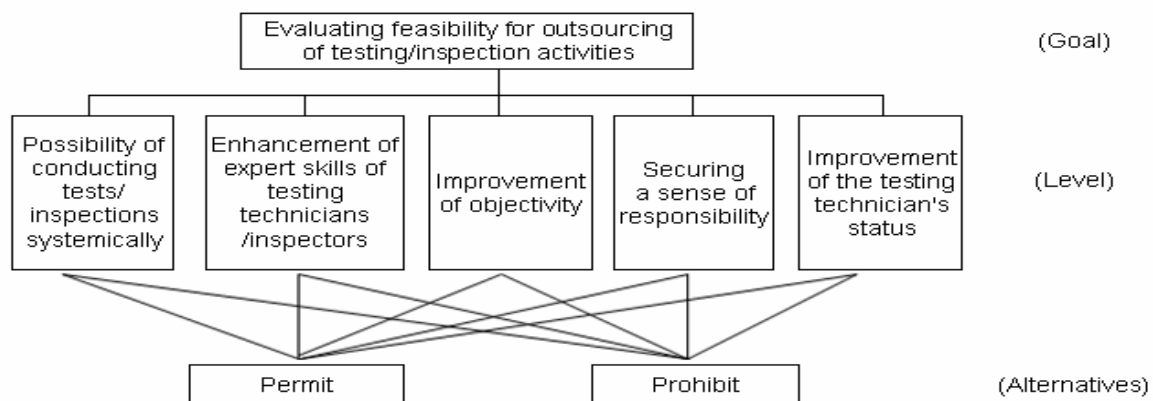 Evaluating feasibility for outsourcing
of testing/inspection activities
(Goal)
Possibility of
conducting
tests/
inspections
systemically
Enhancement of
expert skills of
testing
technicians
/inspectors
Improvement
of objectivity
Securing
a sense of
responsibility
Improvement
of the testing
technician's
status
(Level)
Permit
Prohibit
(Alternatives)